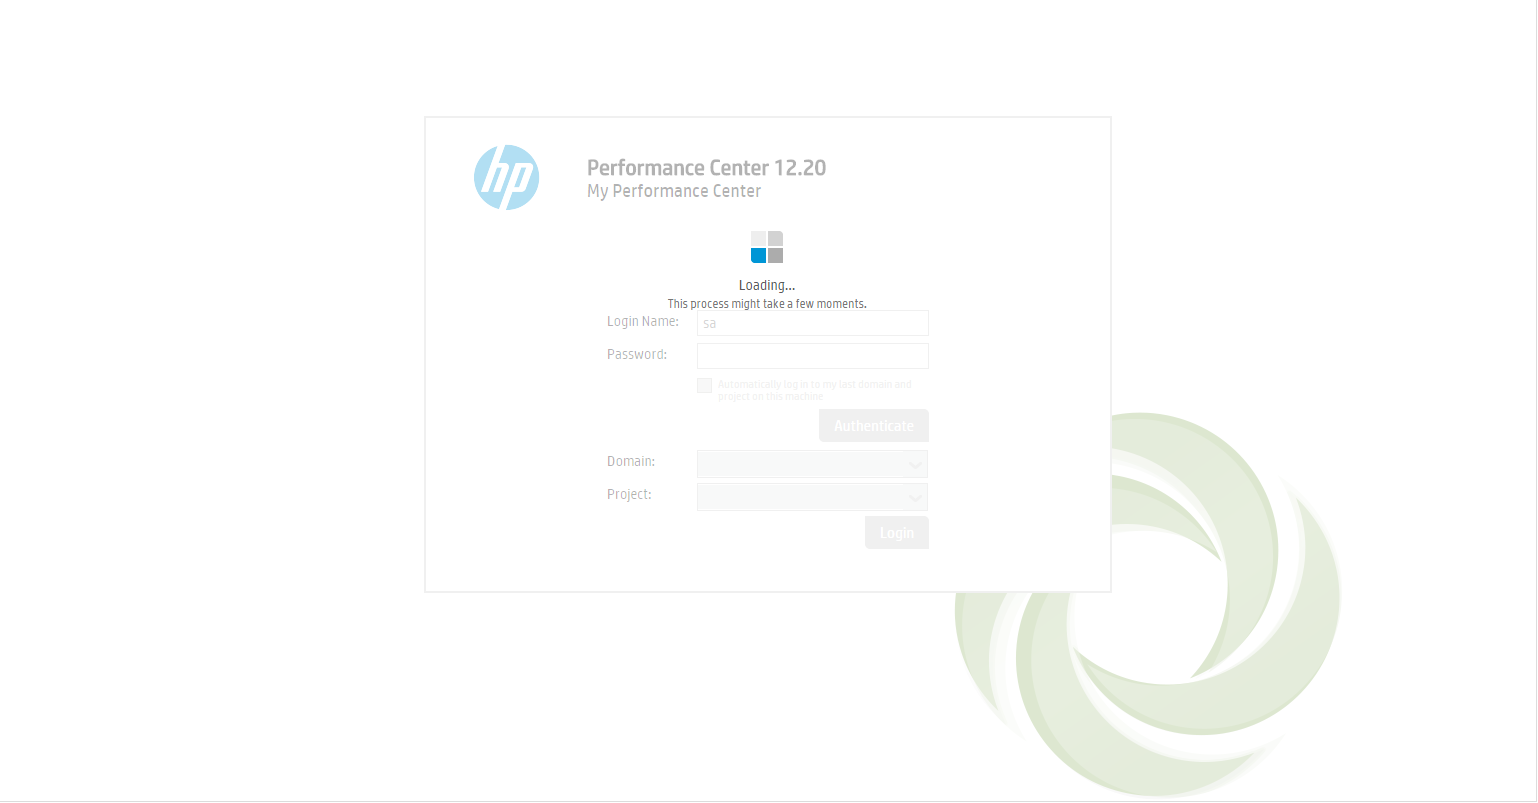 hp
Performance Center 12.20
My Performance Center
Loading...
This process might take a few moments.
Login Name:
sa
Password:
Automatically log in to my last domain and
project on this machine
Authenticate
Domain:
Project:
Login